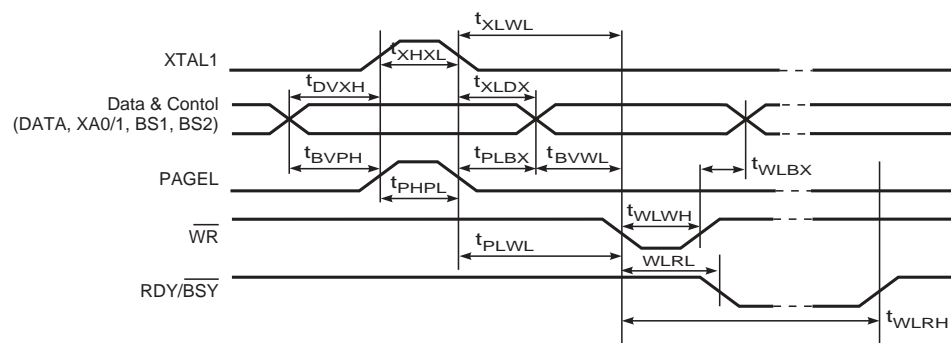 tXLWL
XTAL1
tXHXL
tDVXH
tXLDX
Data & Contol
(DATA, XA0/1, BS1, BS2)
tBVPH
tPLBX
tBVWL
tWLBX
PAGEL
tPHPL
tWLWH
WR
tPLWL
WLRL
RDY/BSY
tWLRH